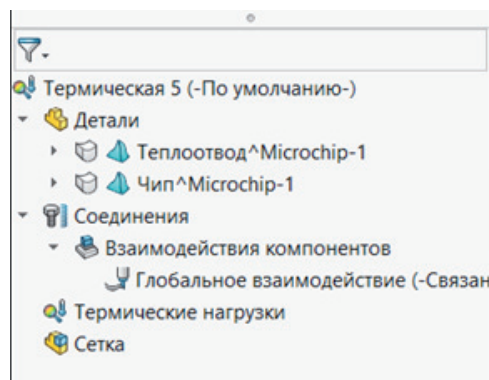 Термическая 5 (-По умолчанию-)
Детали
Теплоотвод^Microchip-1
Чип^Microchip-1
Соединения
Взаимодействия компонентов
Глобальное взаимодействие (-Связан
Термические нагрузки
Сетка